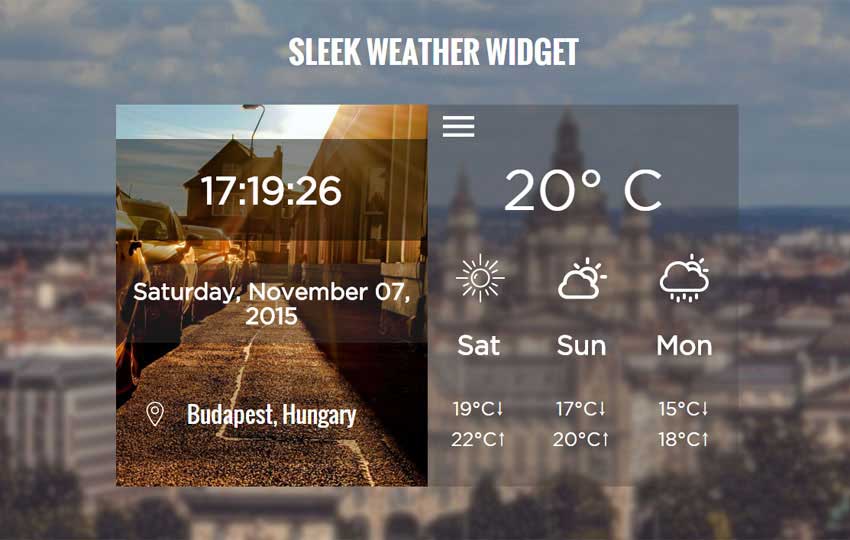 SLEEK WEATHER WIDGET
17:19:26
Saturday, November 07,
2015
Budapest, Hungary
20° C
Sat Sun Mon
19°C↓ 17°C↓ 15°C↓
22°C↑ 20°C↑ 18°C↑